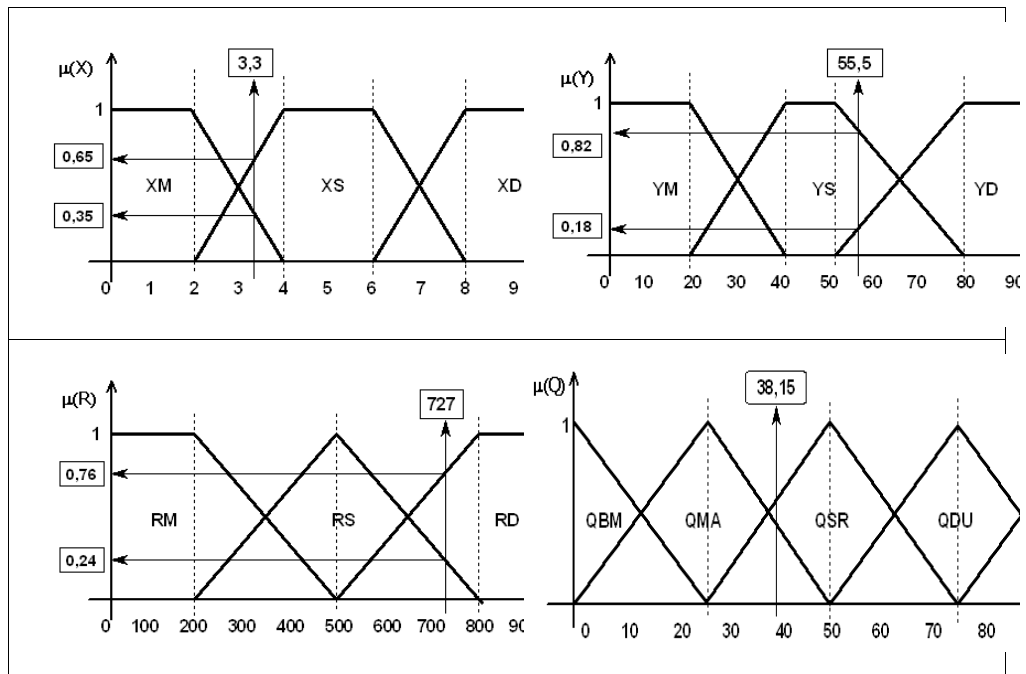 3,3
μ(X)
1
0,65
XM
XS
XD
0,35
0 1 2 3 4 5 6 7 8 9
55,5
μ(Y)
1
0,82
YM
YS
YD
0,18
0 10 20 30 40 50 60 70 80 90
727
μ(R)
1
0,76
RM
RS
RD
0,24
0 100 200 300 400 500 600 700 800 90
38,15
μ(Q)
1
QBM
QMA
QSR
QDU
0 10 20 30 40 50 60 70 80